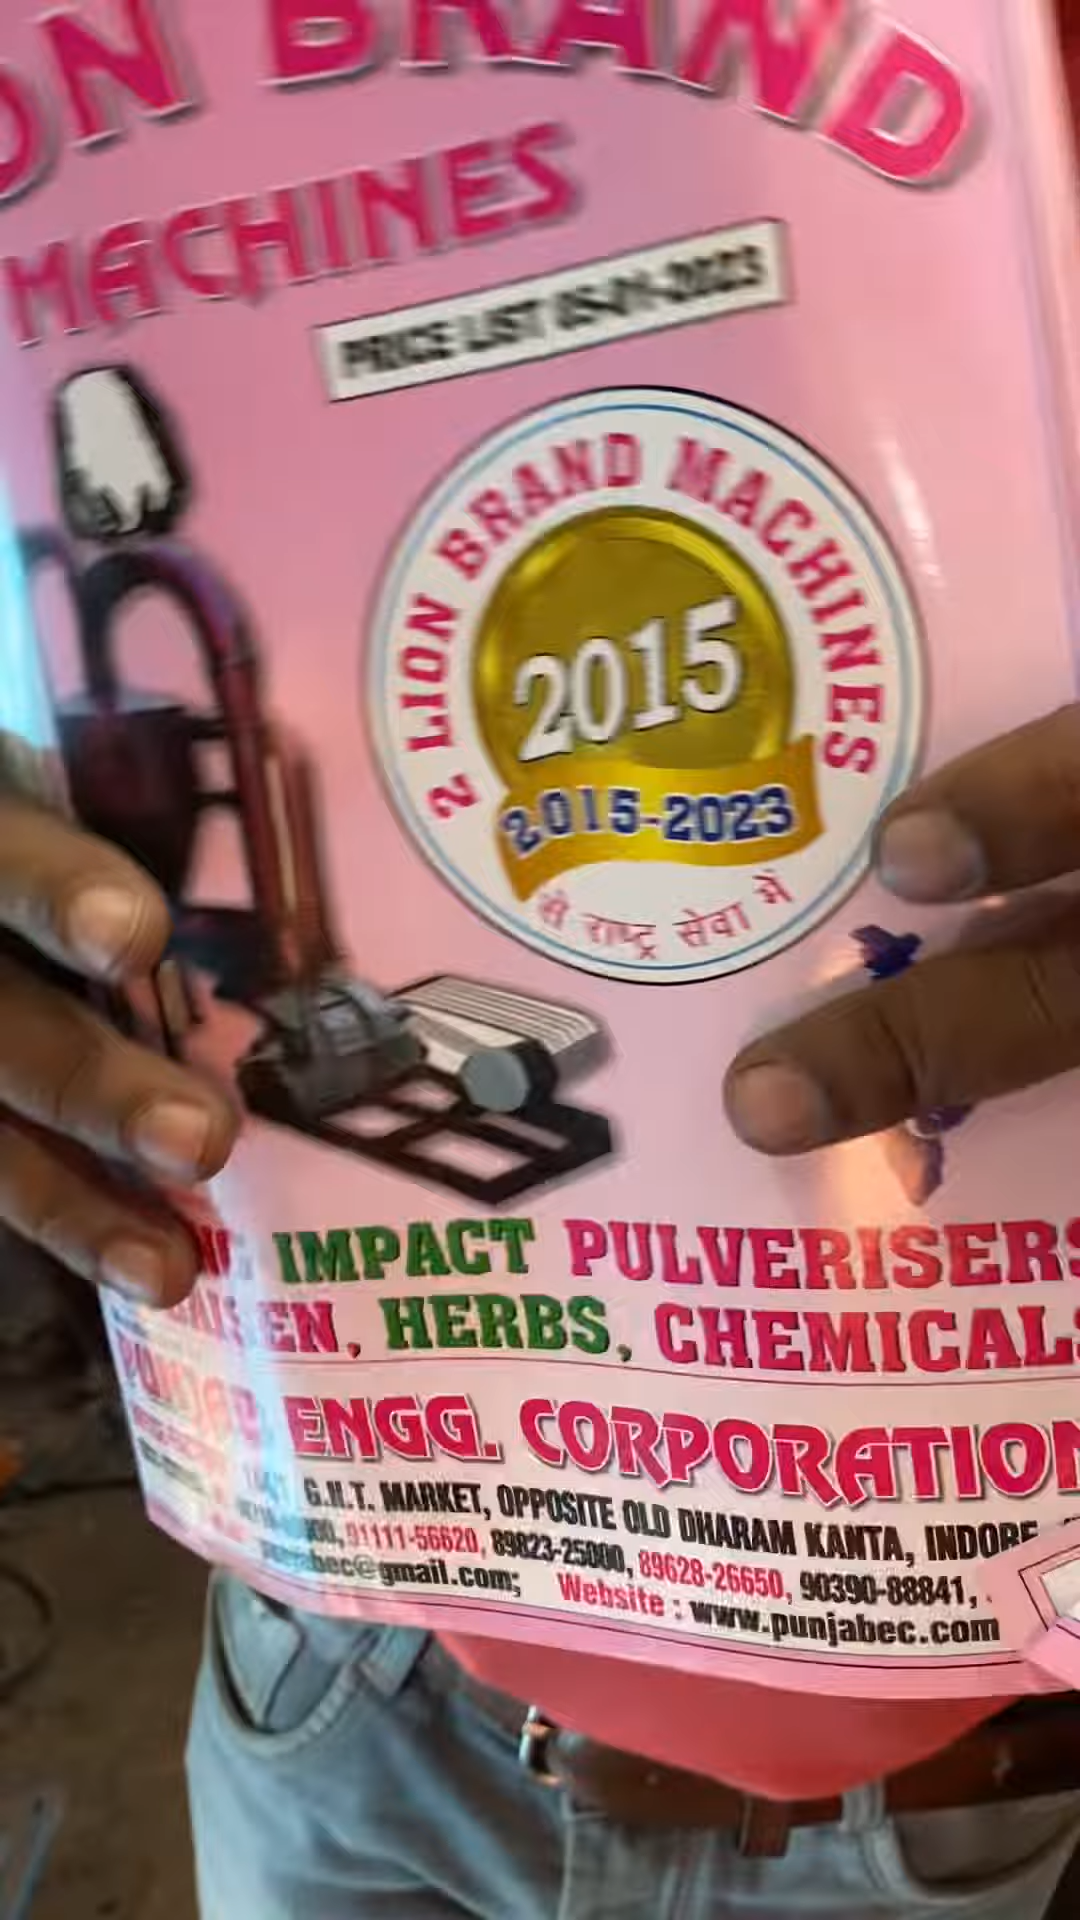 ON BRAND
MACHINES
PRICE LIST 05-01-2023
2 LION BRAND MACHINES
2015
2015-2023
से राष्ट्र सेवा में
IMPACT PULVERISERS
EN, HERBS, CHEMICALS
ENGG. CORPORATION
MARKET, OPPOSITE OLD DHARAM KANTA, INDORE
91111-56620, 89823-25000, 89628-26650, 90390-88841,
punjabec@gmail.com; Website : www.punjabec.com